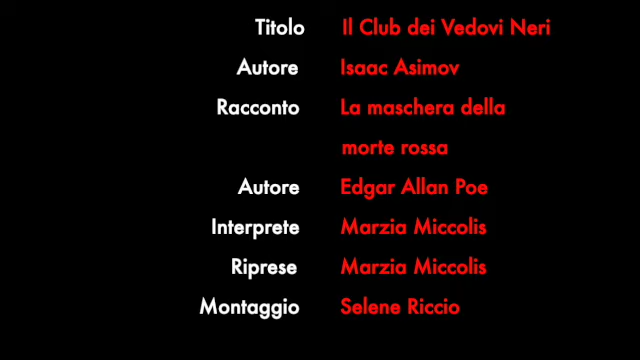 Titolo Il Club dei Vedovi Neri
Autore Isaac Asimov
Racconto La maschera della
morte rossa
Autore Edgar Allan Poe
Interprete Marzia Miccolis
Riprese Marzia Miccolis
Montaggio Selene Riccio